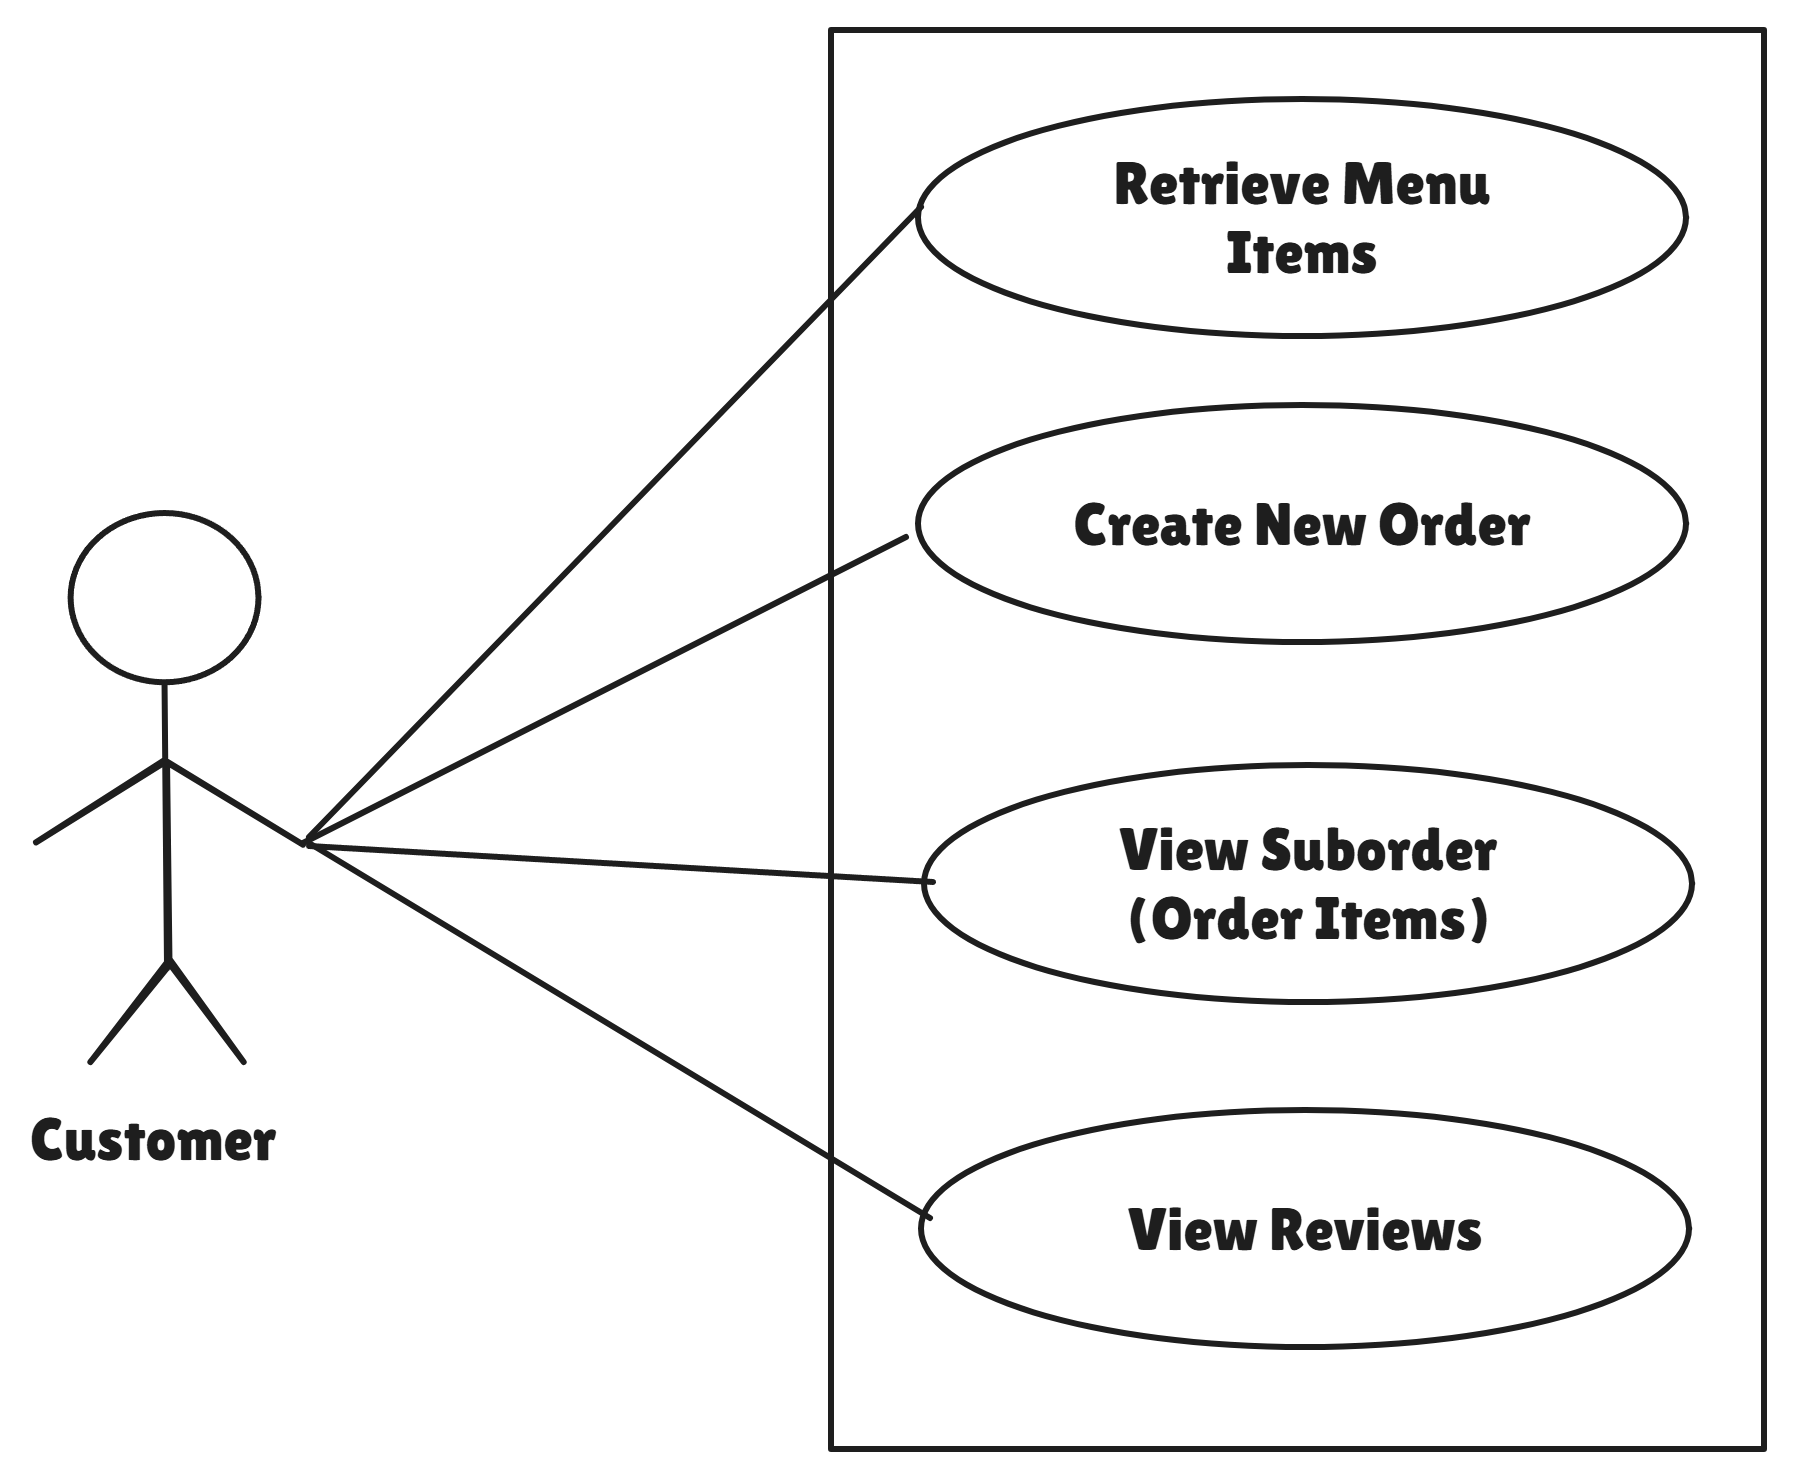 Retrieve Menu
Items
Create New Order
View Suborder
(Order Items)
View Reviews
Customer